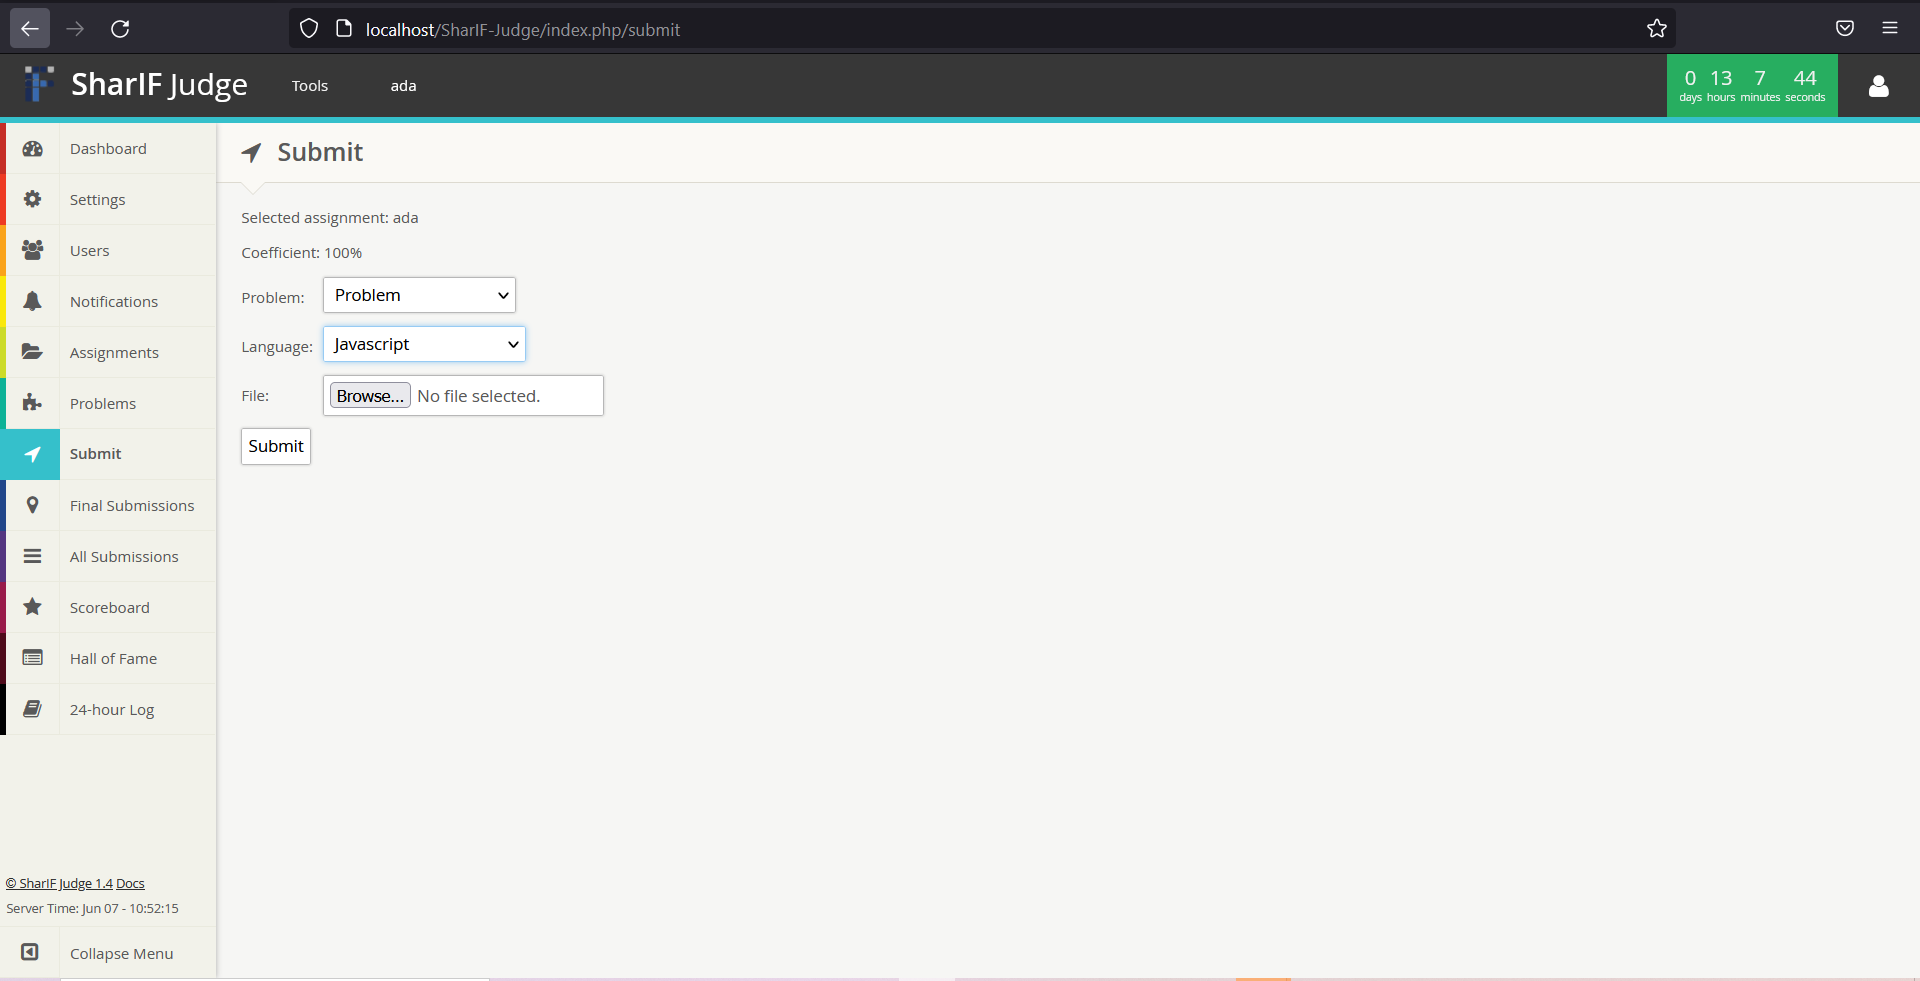 localhost/SharIF-Judge/index.php/submit
SharIF Judge
Tools
ada
0 13 7 44
days hours minutes seconds
Dashboard
Settings
Users
Notifications
Assignments
Problems
Submit
Final Submissions
All Submissions
Scoreboard
Hall of Fame
24-hour Log
© SharIF Judge 1.4 Docs
Server Time: Jun 07 - 10:52:15
Collapse Menu
Submit
Selected assignment: ada
Coefficient: 100%
Problem: Problem
Language: Javascript
File: Browse... No file selected.
Submit